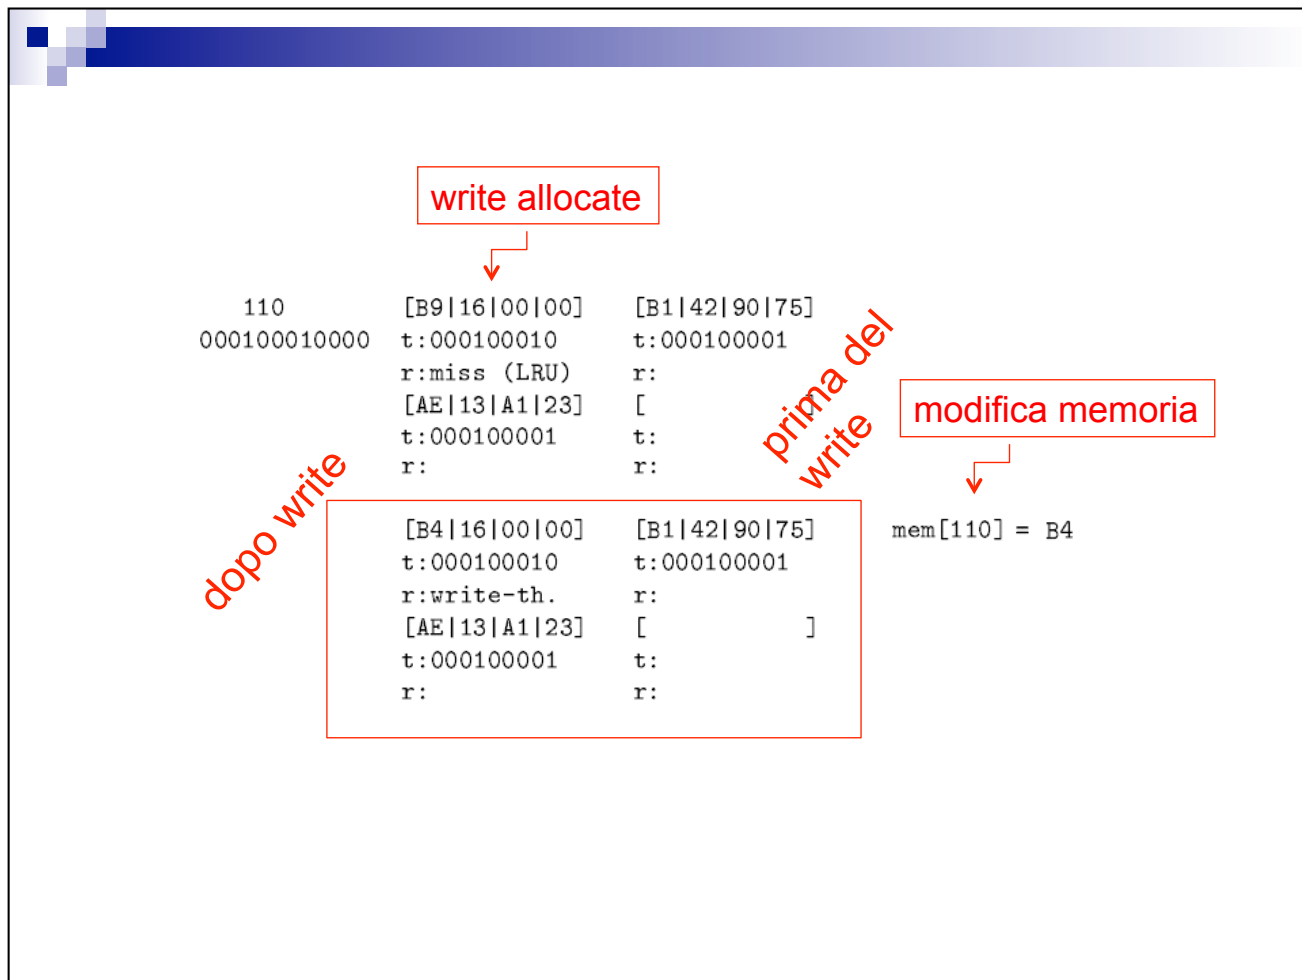 write allocate
110 [B9|16|00|00] [B1|42|90|75]
000100010000 t:000100010 t:000100001
r:miss (LRU) r:
[AE|13|A1|23] [ ]
t:000100001 t:
r: r:
prima del
write
modifica memoria
dopo write
[B4|16|00|00] [B1|42|90|75] mem[110] = B4
t:000100010 t:000100001
r:write-th. r:
[AE|13|A1|23] [ ]
t:000100001 t:
r: r: